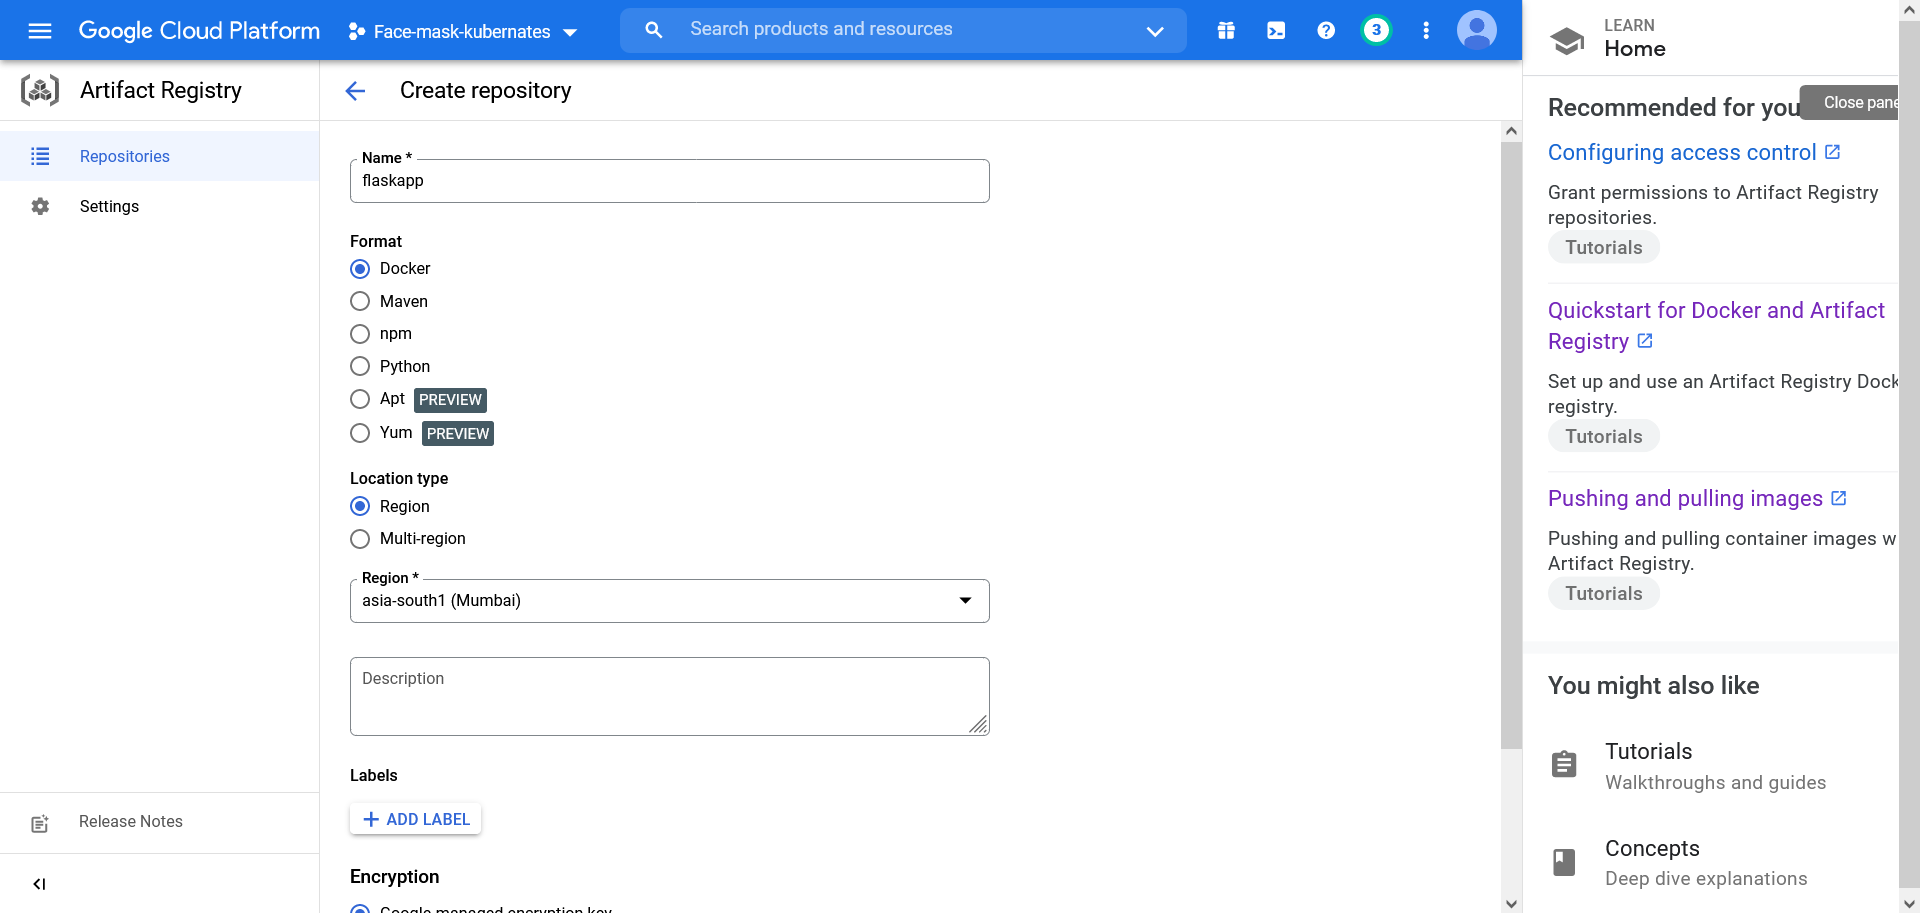 Google Cloud Platform
Face-mask-kubernates
Search products and resources
3
LEARN
Home
Artifact Registry
Create repository
Close pane
Recommended for you
Repositories
Settings
Name *
flaskapp
Format
Docker
Maven
npm
Python
Apt PREVIEW
Yum PREVIEW
Location type
Region
Multi-region
Region *
asia-south1 (Mumbai)
Description
Labels
ADD LABEL
Encryption
Google-managed encryption key
Release Notes
Configuring access control
Grant permissions to Artifact Registry
repositories.
Tutorials
Quickstart for Docker and Artifact
Registry
Set up and use an Artifact Registry Dock
registry.
Tutorials
Pushing and pulling images
Pushing and pulling container images w
Artifact Registry.
Tutorials
You might also like
Tutorials
Walkthroughs and guides
Concepts
Deep dive explanations